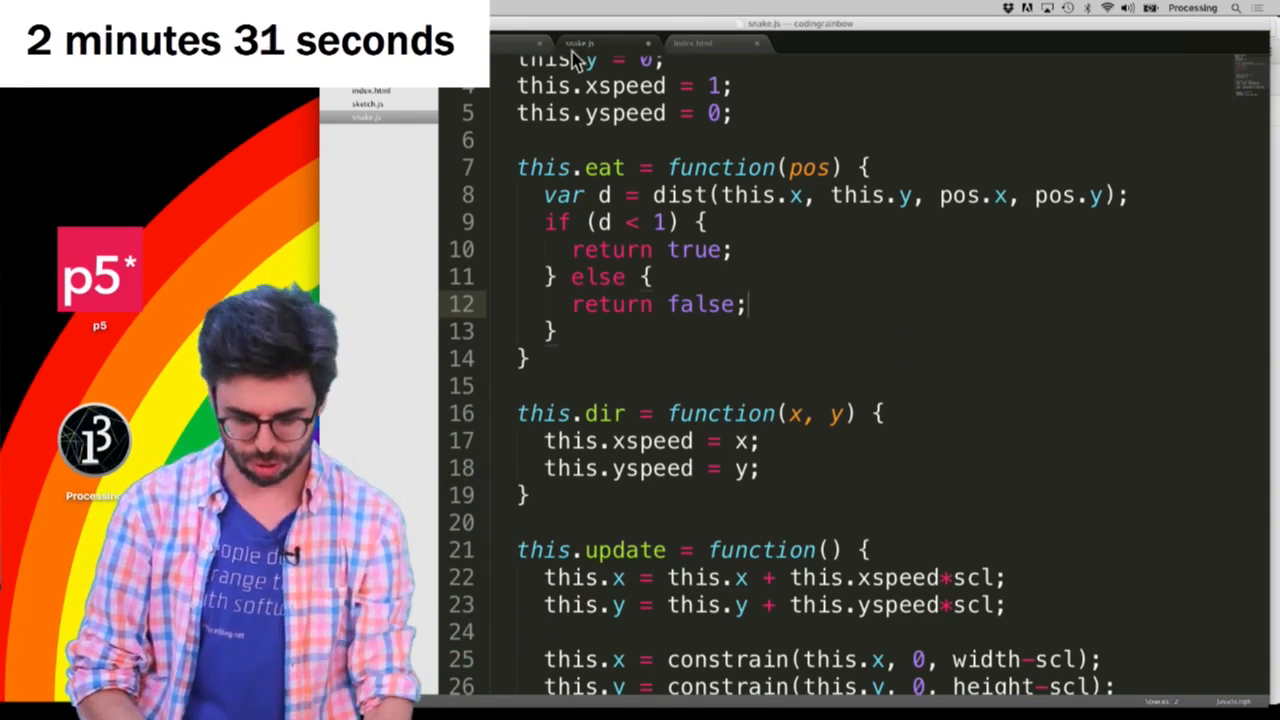 2 minutes 31 seconds
Processing
snake.js — codingrainbow
snake.js
index.html
index.html
sketch.js
snake.js
this.y = 0;
4 this.xspeed = 1;
5 this.yspeed = 0;
6
7 this.eat = function(pos) {
8 var d = dist(this.x, this.y, pos.x, pos.y);
9 if (d < 1) {
10 return true;
11 } else {
12 return false;
13 }
14 }
15
16 this.dir = function(x, y) {
17 this.xspeed = x;
18 this.yspeed = y;
19 }
20
21 this.update = function() {
22 this.x = this.x + this.xspeed*scl;
23 this.y = this.y + this.yspeed*scl;
24
25 this.x = constrain(this.x, 0, width-scl);
26 this.y = constrain(this.y, 0, height-scl);
p5*
p5
Processing
Spaces: 2
JavaScript